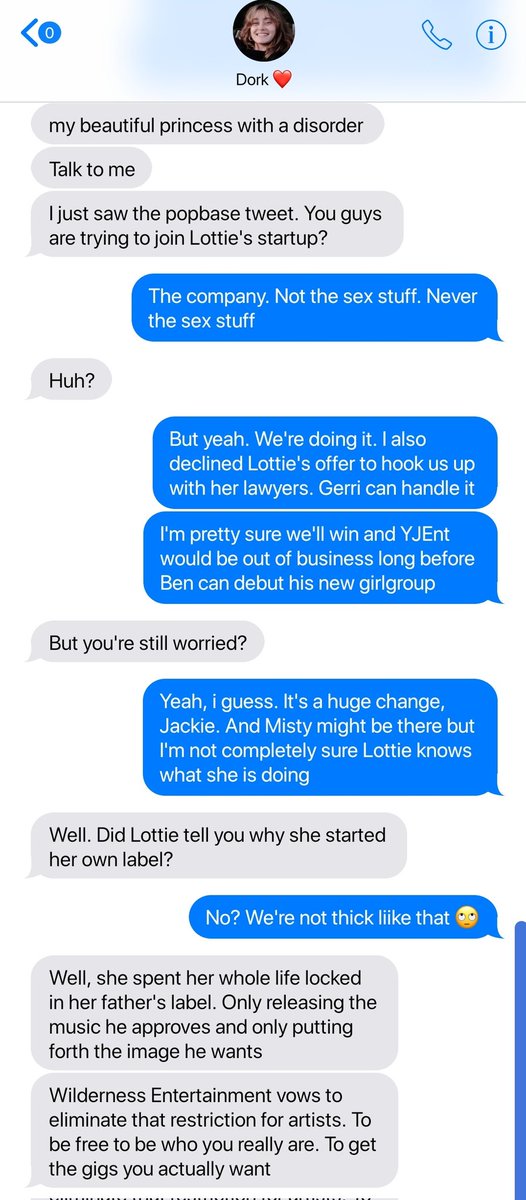 0
Dork ❤️
my beautiful princess with a disorder
Talk to me
I just saw the popbase tweet. You guys
are trying to join Lottie's startup?
The company. Not the sex stuff. Never
the sex stuff
Huh?
But yeah. We're doing it. I also
declined Lottie's offer to hook us up
with her lawyers. Gerri can handle it
I'm pretty sure we'll win and YJEnt
would be out of business long before
Ben can debut his new girlgroup
But you're still worried?
Yeah, i guess. It's a huge change,
Jackie. And Misty might be there but
I'm not completely sure Lottie knows
what she is doing
Well. Did Lottie tell you why she started
her own label?
No? We're not thick liike that 🙄
Well, she spent her whole life locked
in her father's label. Only releasing the
music he approves and only putting
forth the image he wants
Wilderness Entertainment vows to
eliminate that restriction for artists. To
be free to be who you really are. To get
the gigs you actually want